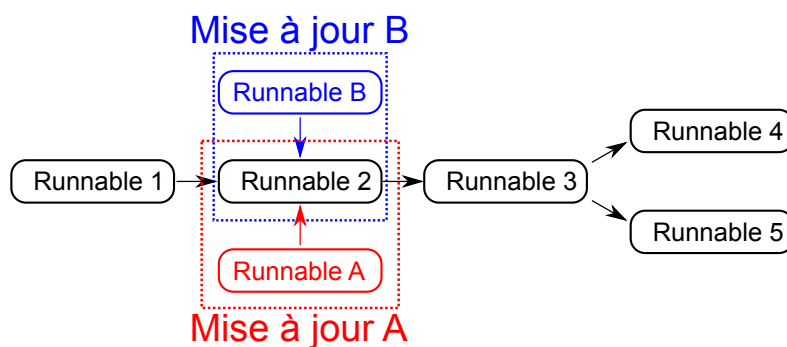 Mise à jour B
Runnable B
Runnable 1
Runnable 2
Runnable 3
Runnable 4
Runnable 5
Runnable A
Mise à jour A